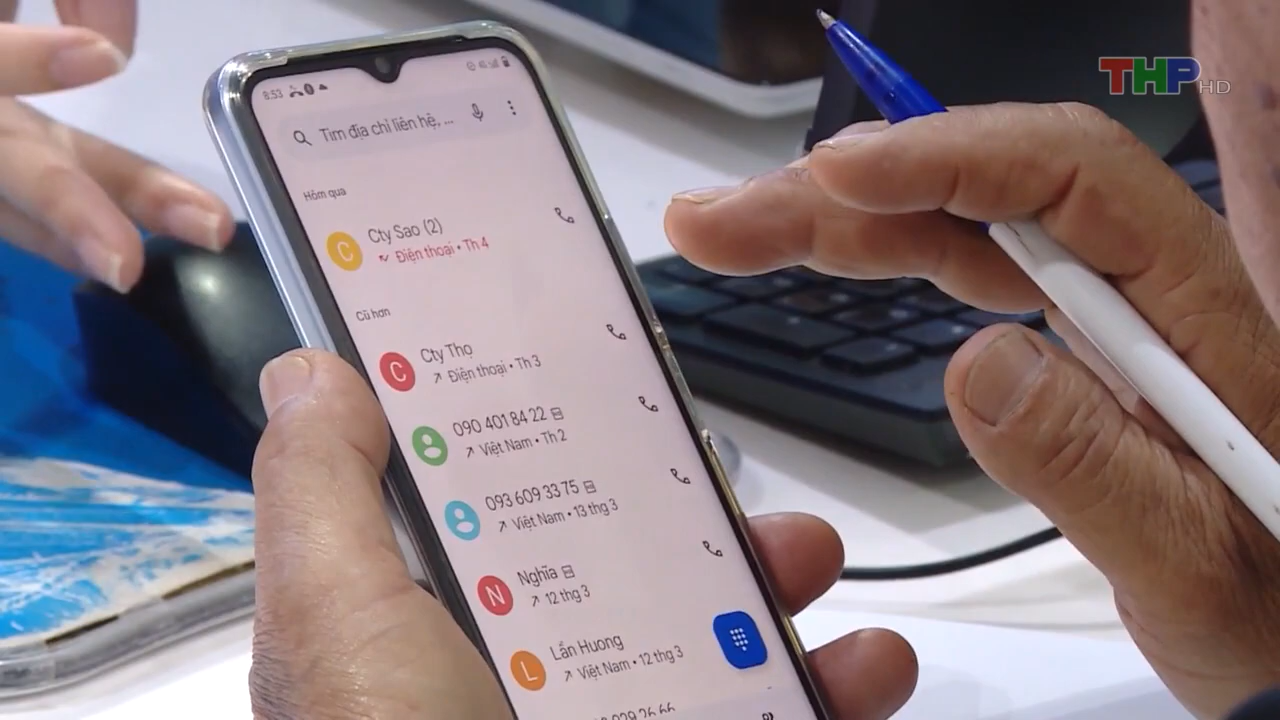 THP HD
8:53
Tìm địa chỉ liên hệ, ...
Hôm qua
C
Cty Sao (2)
Điện thoại • Th 4
Cũ hơn
C
Cty Thọ
Điện thoại • Th 3
090 401 84 22
Việt Nam • Th 2
093 609 33 75
Việt Nam • 13 thg 3
N
Nghĩa
12 thg 3
L
Lần Huong
Việt Nam • 12 thg 3